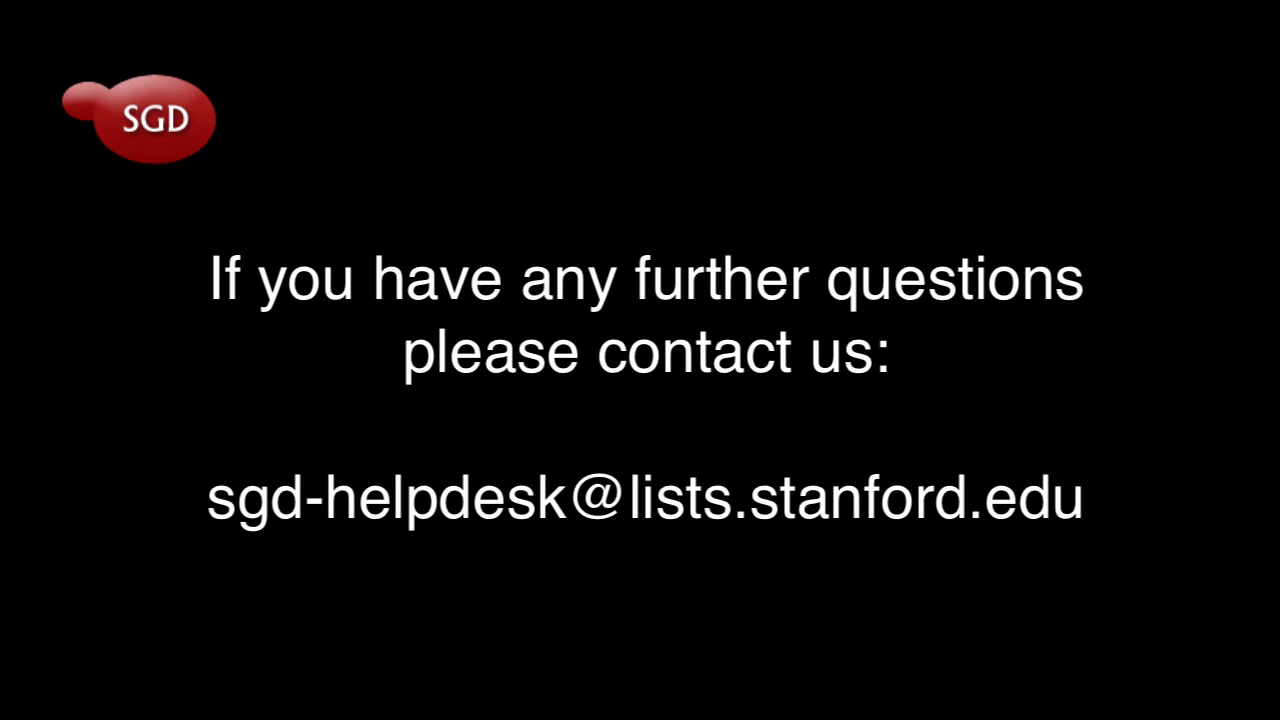 SGD
If you have any further questions
please contact us:
sgd-helpdesk@lists.stanford.edu